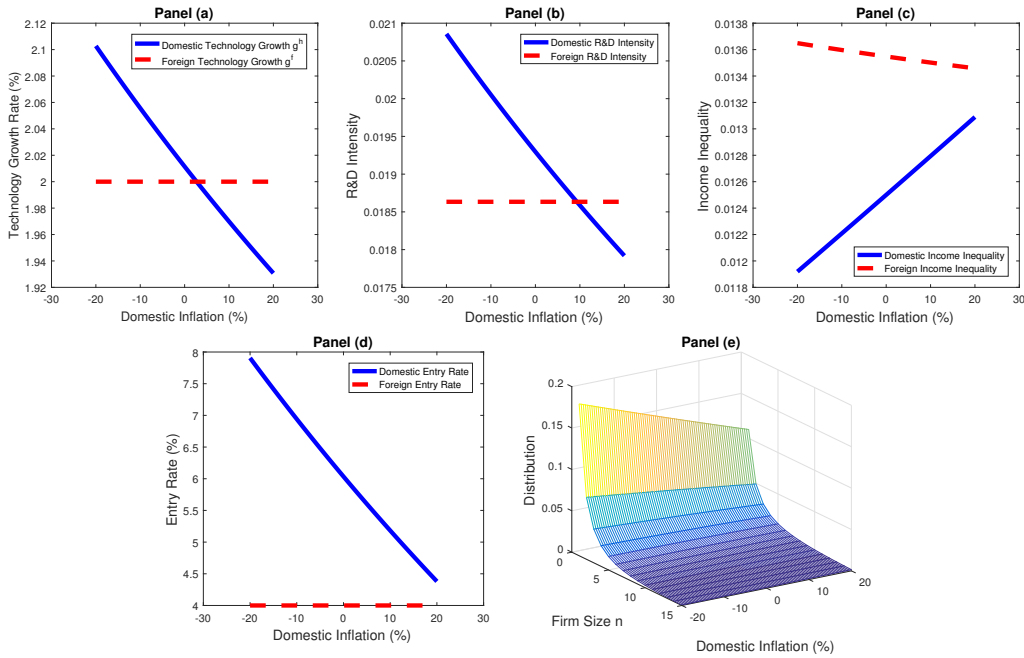 Panel (a)
Technology Growth Rate (%)
2.12
2.1
2.08
2.06
2.04
2.02
2
1.98
1.96
1.94
1.92
Domestic Technology Growth g^h
Foreign Technology Growth g^f
-30 -20 -10 0 10 20 30
Domestic Inflation (%)
Panel (b)
R&D Intensity
0.021
0.0205
0.02
0.0195
0.019
0.0185
0.018
0.0175
Domestic R&D Intensity
Foreign R&D Intensity
-30 -20 -10 0 10 20 30
Domestic Inflation (%)
Panel (c)
Income Inequality
0.0138
0.0136
0.0134
0.0132
0.013
0.0128
0.0126
0.0124
0.0122
0.012
0.0118
Domestic Income Inequality
Foreign Income Inequality
-30 -20 -10 0 10 20 30
Domestic Inflation (%)
Panel (d)
Entry Rate (%)
8
7.5
7
6.5
6
5.5
5
4.5
4
Domestic Entry Rate
Foreign Entry Rate
-30 -20 -10 0 10 20 30
Domestic Inflation (%)
Panel (e)
Distribution
0.2
0.15
0.1
0.05
0
0 5 10 15
Firm Size n
-20 -10 0 10 20
Domestic Inflation (%)